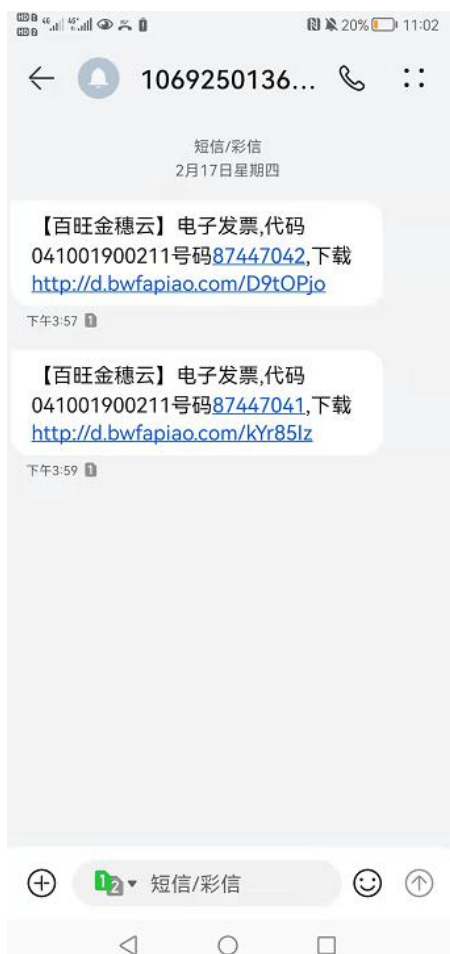 20% 11:02
1069250136...
短信/彩信
2月17日星期四
【百旺金穗云】电子发票,代码
041001900211号码87447042,下载
http://d.bwfapiao.com/D9tOPjo
下午3:57 1
【百旺金穗云】电子发票,代码
041001900211号码87447041,下载
http://d.bwfapiao.com/kYr85Iz
下午3:59 1
12 短信/彩信